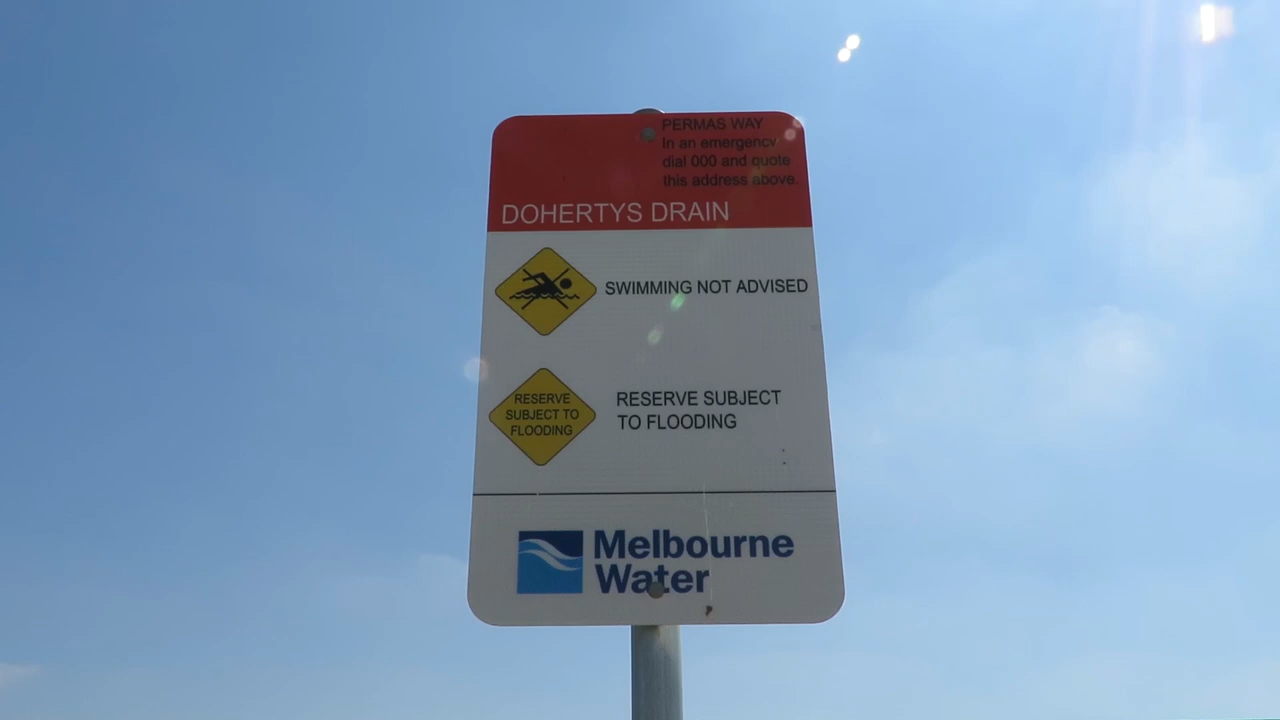 PERMAS WAY
In an emergency
dial 000 and quote
this address above.
DOHERTYS DRAIN
SWIMMING NOT ADVISED
RESERVE
SUBJECT TO
FLOODING
RESERVE SUBJECT
TO FLOODING
Melbourne
Water